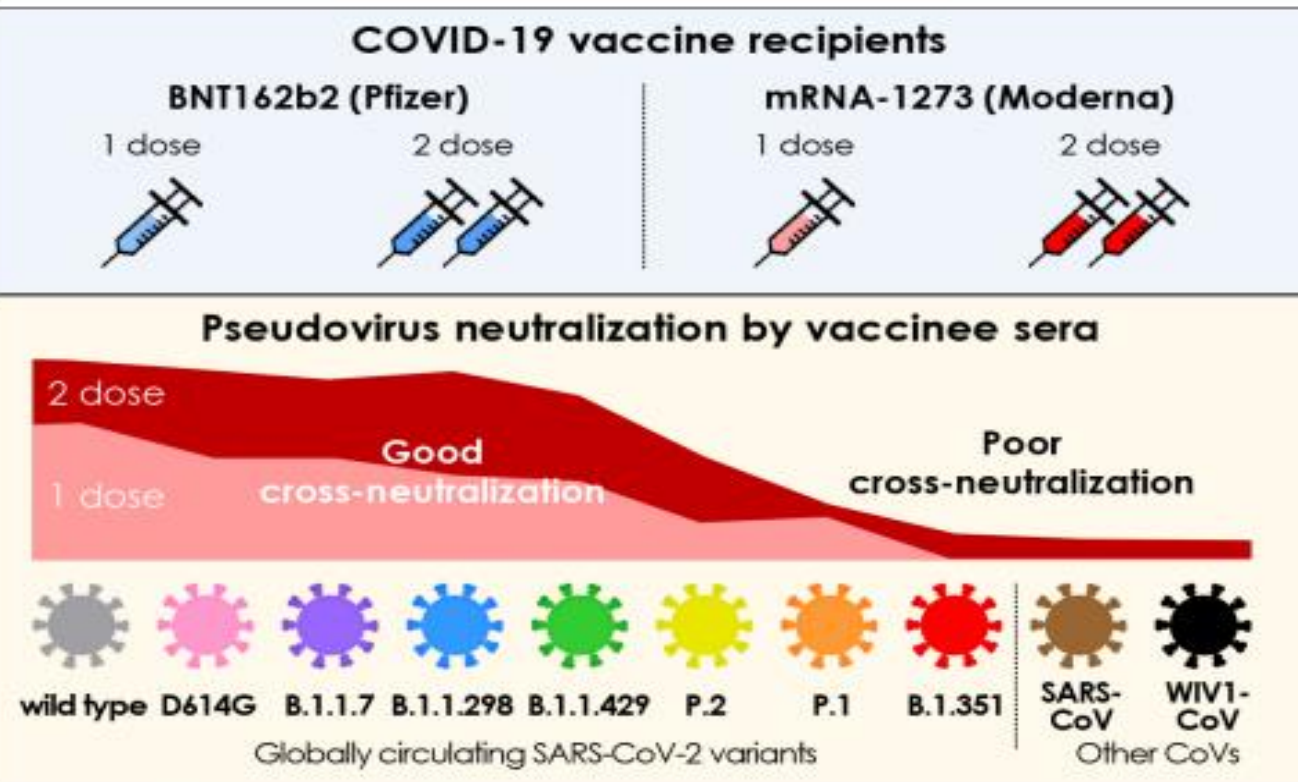 COVID-19 vaccine recipients
BNT162b2 (Pfizer)
mRNA-1273 (Moderna)
1 dose
2 dose
1 dose
2 dose
Pseudovirus neutralization by vaccinee sera
2 dose
1 dose
Good
cross-neutralization
Poor
cross-neutralization
wild type
D614G
B.1.1.7
B.1.1.298
B.1.1.429
P.2
P.1
B.1.351
SARS-
CoV
WIV1-
CoV
Globally circulating SARS-CoV-2 variants
Other CoVs